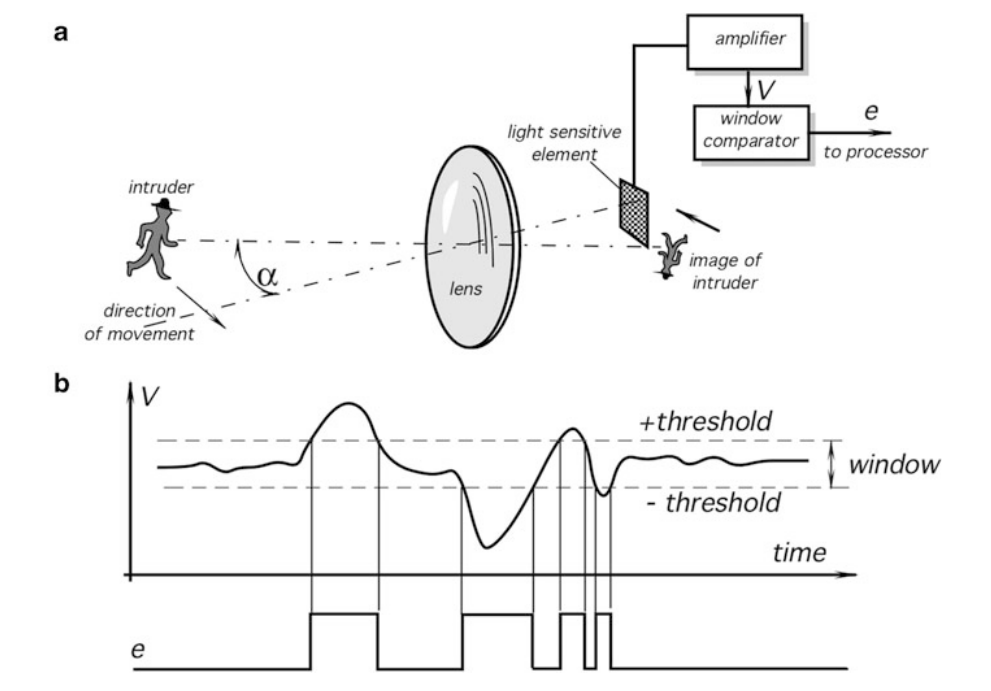 a
amplifier
V
window
comparator
e
to processor
light sensitive
element
intruder
α
lens
image of
intruder
direction
of movement
b
V
+threshold
window
- threshold
time
e